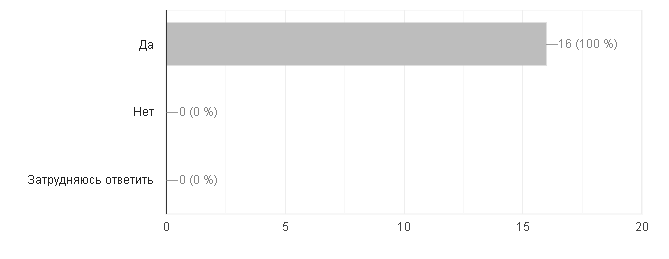 Да
16 (100 %)
Нет
0 (0 %)
Затрудняюсь ответить
0 (0 %)
0 5 10 15 20